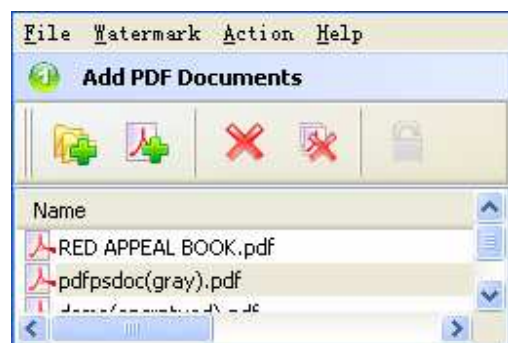 File Watermark Action Help
Add PDF Documents
Name
RED APPEAL BOOK.pdf
pdfpsdoc(gray).pdf